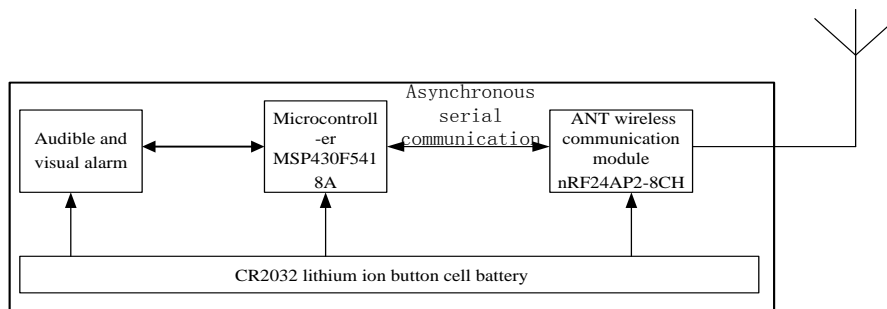 Audible and
visual alarm
Microcontroll
-er
MSP430F541
8A
Asynchronous
serial
communication
ANT wireless
communication
module
nRF24AP2-8CH
CR2032 lithium ion button cell battery